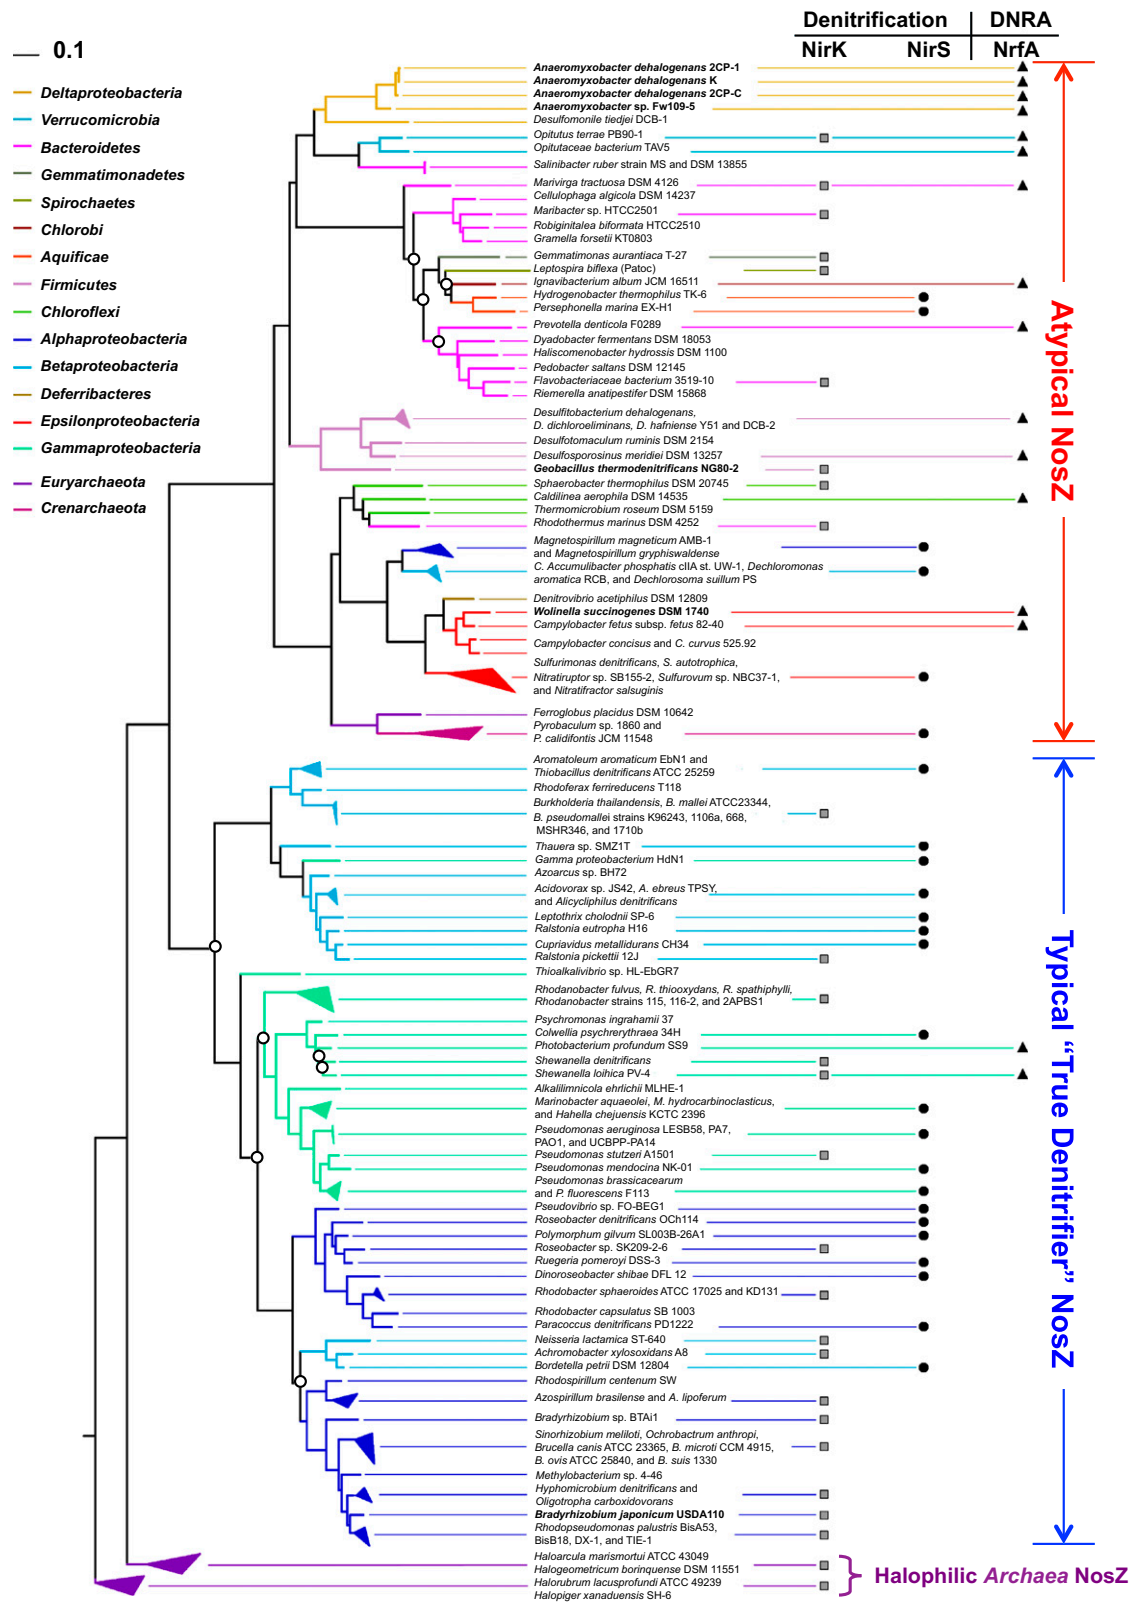 Denitrification DNRA
NirK NirS NrfA
0.1
Deltaproteobacteria
Verrucomicrobia
Bacteroidetes
Gemmatimonadetes
Spirochaetes
Chlorobi
Aquificae
Firmicutes
Chloroflexi
Alphaproteobacteria
Betaproteobacteria
Deferribacteres
Epsilonproteobacteria
Gammaproteobacteria
Euryarchaeota
Crenarchaeota
Anaeromyxobacter dehalogenans 2CP-1
Anaeromyxobacter dehalogenans K
Anaeromyxobacter dehalogenans 2CP-C
Anaeromyxobacter sp. Fw109-5
Desulfomonile tiedjei DCB-1
Opitutus terrae PB90-1
Opitutaceae bacterium TAV5
Salinibacter ruber strain MS and DSM 13855
Marivirga tractuosa DSM 4126
Cellulophaga algicola DSM 14237
Maribacter sp. HTCC2501
Robiginitalea biformata HTCC2510
Gramella forsetii KT0803
Gemmatimonas aurantiaca T-27
Leptospira biflexa (Patoc)
Ignavibacterium album JCM 16511
Hydrogenobacter thermophilus TK-6
Persephonella marina EX-H1
Prevotella denticola F0289
Dyadobacter fermentans DSM 18053
Haliscomenobacter hydrossis DSM 1100
Pedobacter saltans DSM 12145
Flavobacteriaceae bacterium 3519-10
Riemerella anatipestifer DSM 15868
Desulfitobacterium dehalogenans,
D. dichloroeliminans, D. hafniense Y51 and DCB-2
Desulfotomaculum ruminis DSM 2154
Desulfosporosinus meridiei DSM 13257
Geobacillus thermodenitrificans NG80-2
Sphaerobacter thermophilus DSM 20745
Caldilinea aerophila DSM 14535
Thermomicrobium roseum DSM 5159
Rhodothermus marinus DSM 4252
Magnetospirillum magneticum AMB-1
and Magnetospirillum gryphiswaldense
C. Accumulibacter phosphatis clIA st. UW-1, Dechloromonas
aromatica RCB, and Dechlorosoma suillum PS
Denitrovibrio acetiphilus DSM 12809
Wolinella succinogenes DSM 1740
Campylobacter fetus subsp. fetus 82-40
Campylobacter concisus and C. curvus 525.92
Sulfurimonas denitrificans, S. autotrophica,
Nitratiruptor sp. SB155-2, Sulfurovum sp. NBC37-1,
and Nitratifractor salsuginis
Ferroglobus placidus DSM 10642
Pyrobaculum sp. 1860 and
P. calidifontis JCM 11548
Atypical NosZ
Aromatoleum aromaticum EbN1 and
Thiobacillus denitrificans ATCC 25259
Rhodoferax ferrireducens T118
Burkholderia thailandensis, B. mallei ATCC23344,
B. pseudomallei strains K96243, 1106a, 668,
MSHR346, and 1710b
Thauera sp. SMZ1T
Gamma proteobacterium HdN1
Azoarcus sp. BH72
Acidovorax sp. JS42, A. ebreus TPSY,
and Alicycliphilus denitrificans
Leptothrix cholodnii SP-6
Ralstonia eutropha H16
Cupriavidus metallidurans CH34
Ralstonia pickettii 12J
Thioalkalivibrio sp. HL-EbGR7
Rhodanobacter fulvus, R. thiooxydans, R. spathiphylli,
Rhodanobacter strains 115, 116-2, and 2APBS1
Psychromonas ingrahamii 37
Colwellia psychrerythraea 34H
Photobacterium profundum SS9
Shewanella denitrificans
Shewanella loihica PV-4
Alkalilimnicola ehrlichii MLHE-1
Marinobacter aquaeolei, M. hydrocarbinoclasticus,
and Hahella chejuensis KCTC 2396
Pseudomonas aeruginosa LESB58, PA7,
PAO1, and UCBPP-PA14
Pseudomonas stutzeri A1501
Pseudomonas mendocina NK-01
Pseudomonas brassicacearum
and P. fluorescens F113
Pseudovibrio sp. FO-BEG1
Roseobacter denitrificans OCh114
Polymorphum gilvum SL003B-26A1
Roseobacter sp. SK209-2-6
Ruegeria pomeroyi DSS-3
Dinoroseobacter shibae DFL 12
Rhodobacter sphaeroides ATCC 17025 and KD131
Rhodobacter capsulatus SB 1003
Paracoccus denitrificans PD1222
Neisseria lactamica ST-640
Achromobacter xylosoxidans A8
Bordetella petrii DSM 12804
Rhodospirillum centenum SW
Azospirillum brasilense and A. lipoferum
Bradyrhizobium sp. BTAi1
Sinorhizobium meliloti, Ochrobactrum anthropi,
Brucella canis ATCC 23365, B. microti CCM 4915,
B. ovis ATCC 25840, and B. suis 1330
Methylobacterium sp. 4-46
Hyphomicrobium denitrificans and
Oligotropha carboxidovorans
Bradyrhizobium japonicum USDA110
Rhodopseudomonas palustris BisA53,
BisB18, DX-1, and TIE-1
Typical “True Denitrifier” NosZ
Haloarcula marismortui ATCC 43049
Halogeometricum borinquense DSM 11551
Halorubrum lacusprofundi ATCC 49239
Halopiger xanaduensis SH-6
Halophilic Archaea NosZ